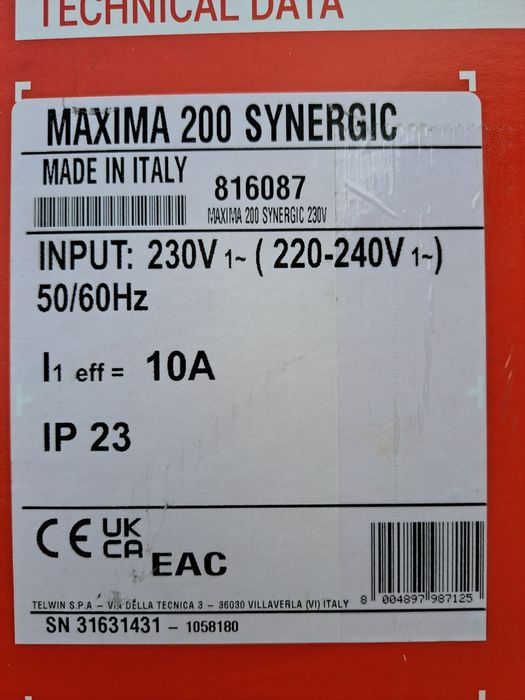 TECHNICAL DATA
MAXIMA 200 SYNERGIC
MADE IN ITALY
816087
MAXIMA 200 SYNERGIC 230V
INPUT: 230V 1~ ( 220-240V 1~)
50/60Hz
I1 eff = 10A
IP 23
CE UK CA EAC
TELWIN S.P.A – VIA DELLA TECNICA 3 – 36030 VILLAVERLA (VI) ITALY
8 004897 987125
SN 31631431 – 1058180